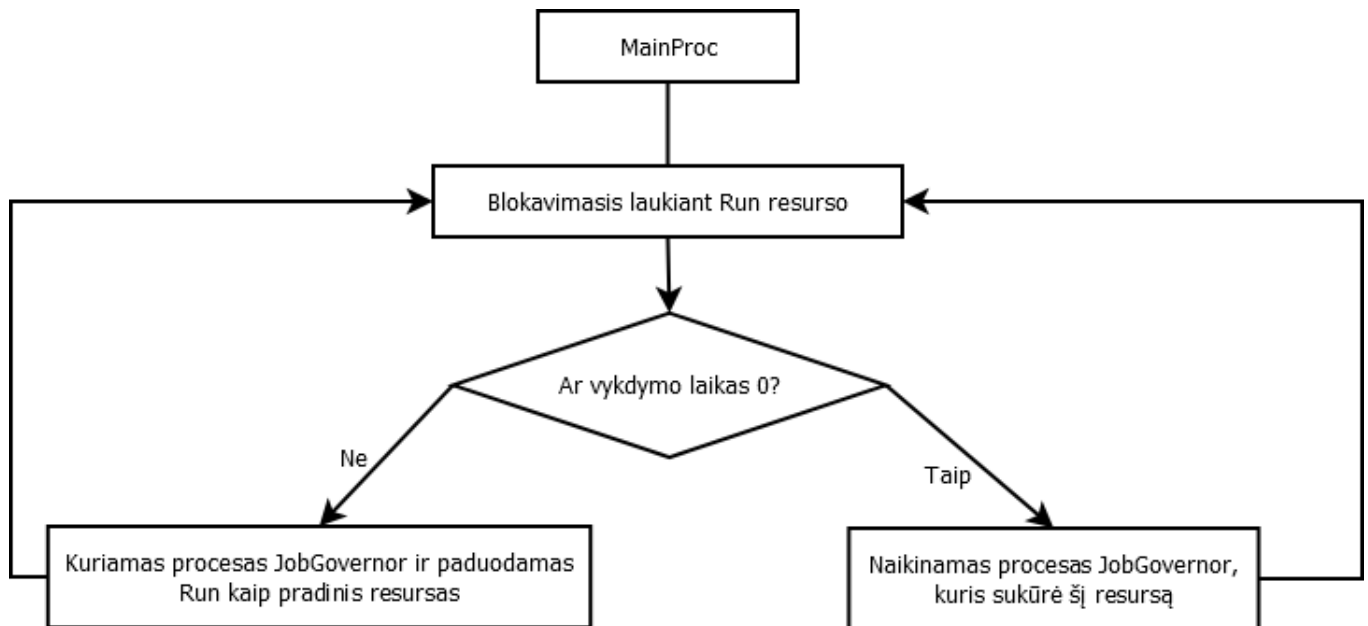 MainProc
Blokavimasis laukiant Run resurso
Ar vykdymo laikas 0?
Ne
Taip
Kuriamas procesas JobGovernor ir paduodamas
Run kaip pradinis resursas
Naikinamas procesas JobGovernor,
kuris sukūrė šį resursą